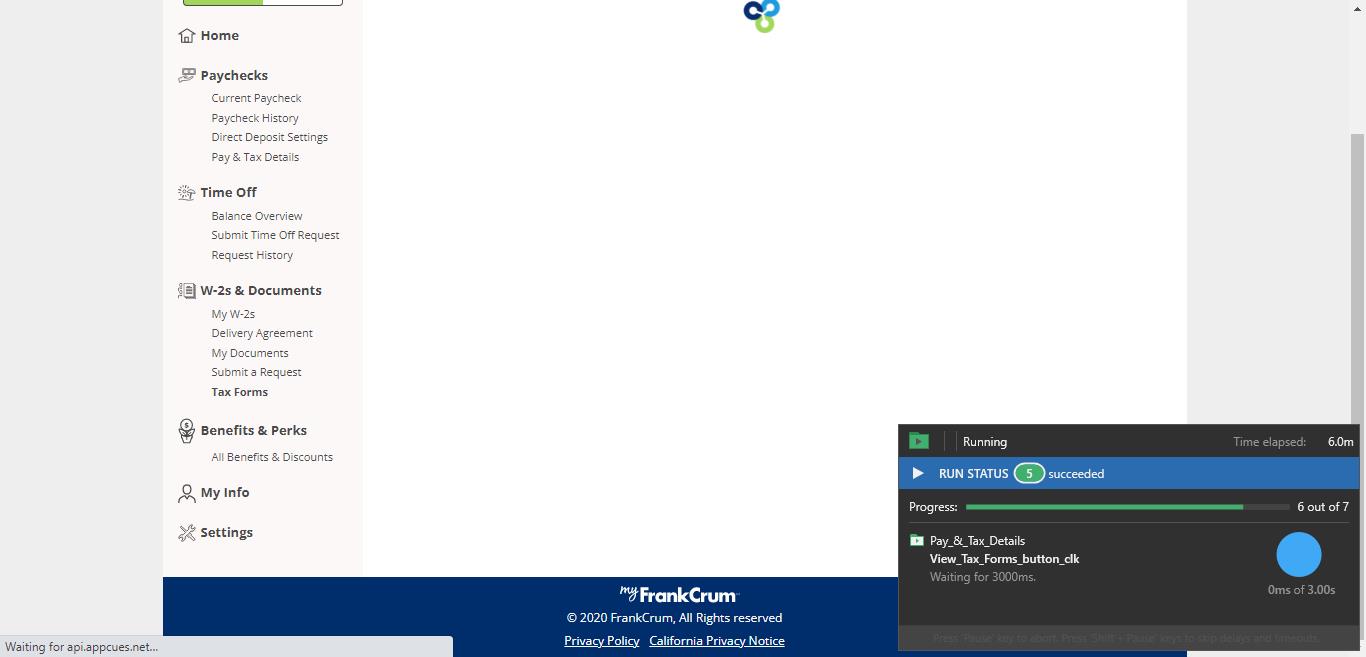 Home
Paychecks
Current Paycheck
Paycheck History
Direct Deposit Settings
Pay & Tax Details
Time Off
Balance Overview
Submit Time Off Request
Request History
W-2s & Documents
My W-2s
Delivery Agreement
My Documents
Submit a Request
Tax Forms
Benefits & Perks
All Benefits & Discounts
My Info
Settings
my FrankCrum
© 2020 FrankCrum, All Rights reserved
Privacy Policy California Privacy Notice
Waiting for api.appcues.net...
Running Time elapsed: 6.0m
RUN STATUS 5 succeeded
Progress: 6 out of 7
Pay_&_Tax_Details
View_Tax_Forms_button_clk
Waiting for 3000ms.
0ms of 3.00s
Press 'Pause' key to abort. Press 'Shift + Pause' keys to skip delays and timeouts.